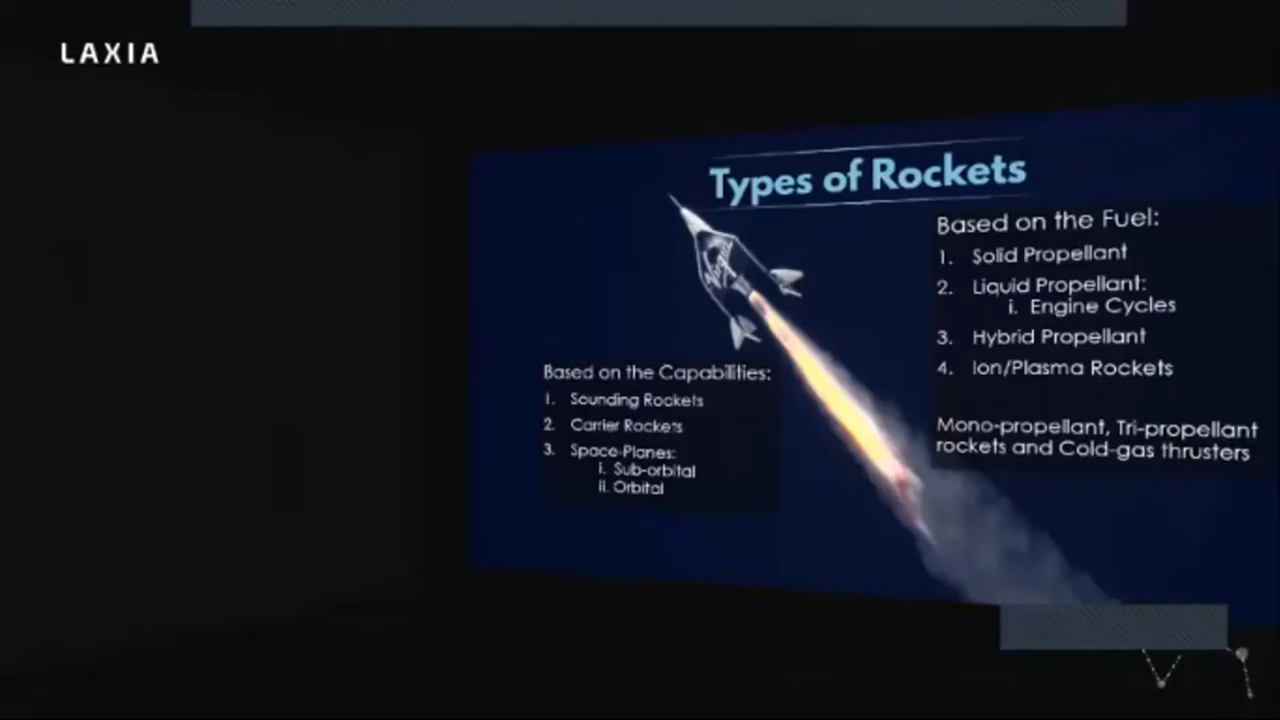 LAXIA
Types of Rockets
Based on the Fuel:
1. Solid Propellant
2. Liquid Propellant:
i. Engine Cycles
3. Hybrid Propellant
4. Ion/Plasma Rockets
Mono-propellant, Tri-propellant
rockets and Cold-gas thrusters
Based on the Capabilities:
1. Sounding Rockets
2. Carrier Rockets
3. Space-Planes:
i. Sub-orbital
ii. Orbital